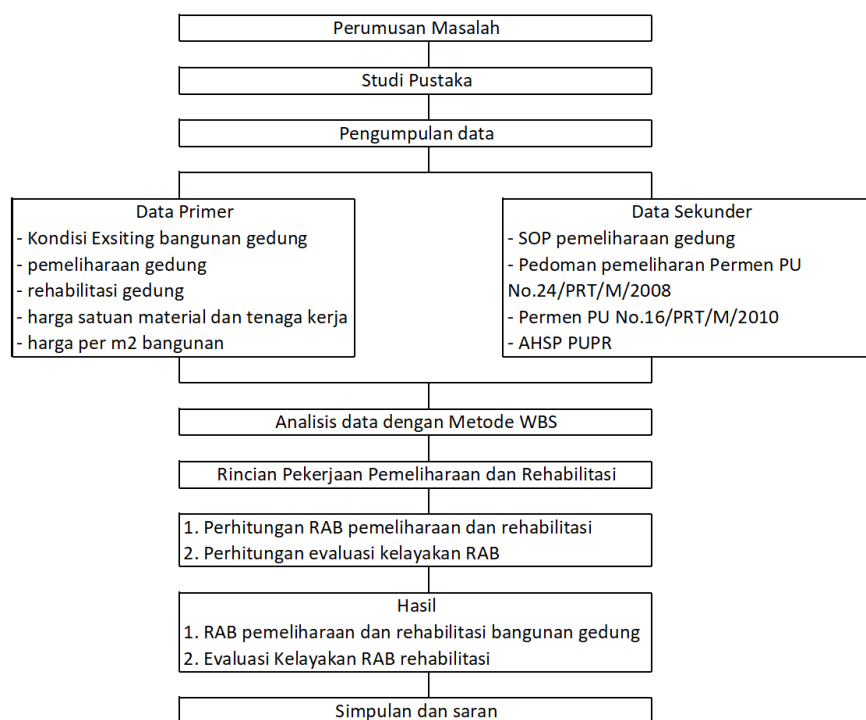 Perumusan Masalah
Studi Pustaka
Pengumpulan data
Data Primer
- Kondisi Exsiting bangunan gedung
- pemeliharaan gedung
- rehabilitasi gedung
- harga satuan material dan tenaga kerja
- harga per m2 bangunan
Data Sekunder
- SOP pemeliharaan gedung
- Pedoman pemeliharan Permen PU
No.24/PRT/M/2008
- Permen PU No.16/PRT/M/2010
- AHSP PUPR
Analisis data dengan Metode WBS
Rincian Pekerjaan Pemeliharaan dan Rehabilitasi
1. Perhitungan RAB pemeliharaan dan rehabilitasi
2. Perhitungan evaluasi kelayakan RAB
Hasil
1. RAB pemeliharaan dan rehabilitasi bangunan gedung
2. Evaluasi Kelayakan RAB rehabilitasi
Simpulan dan saran